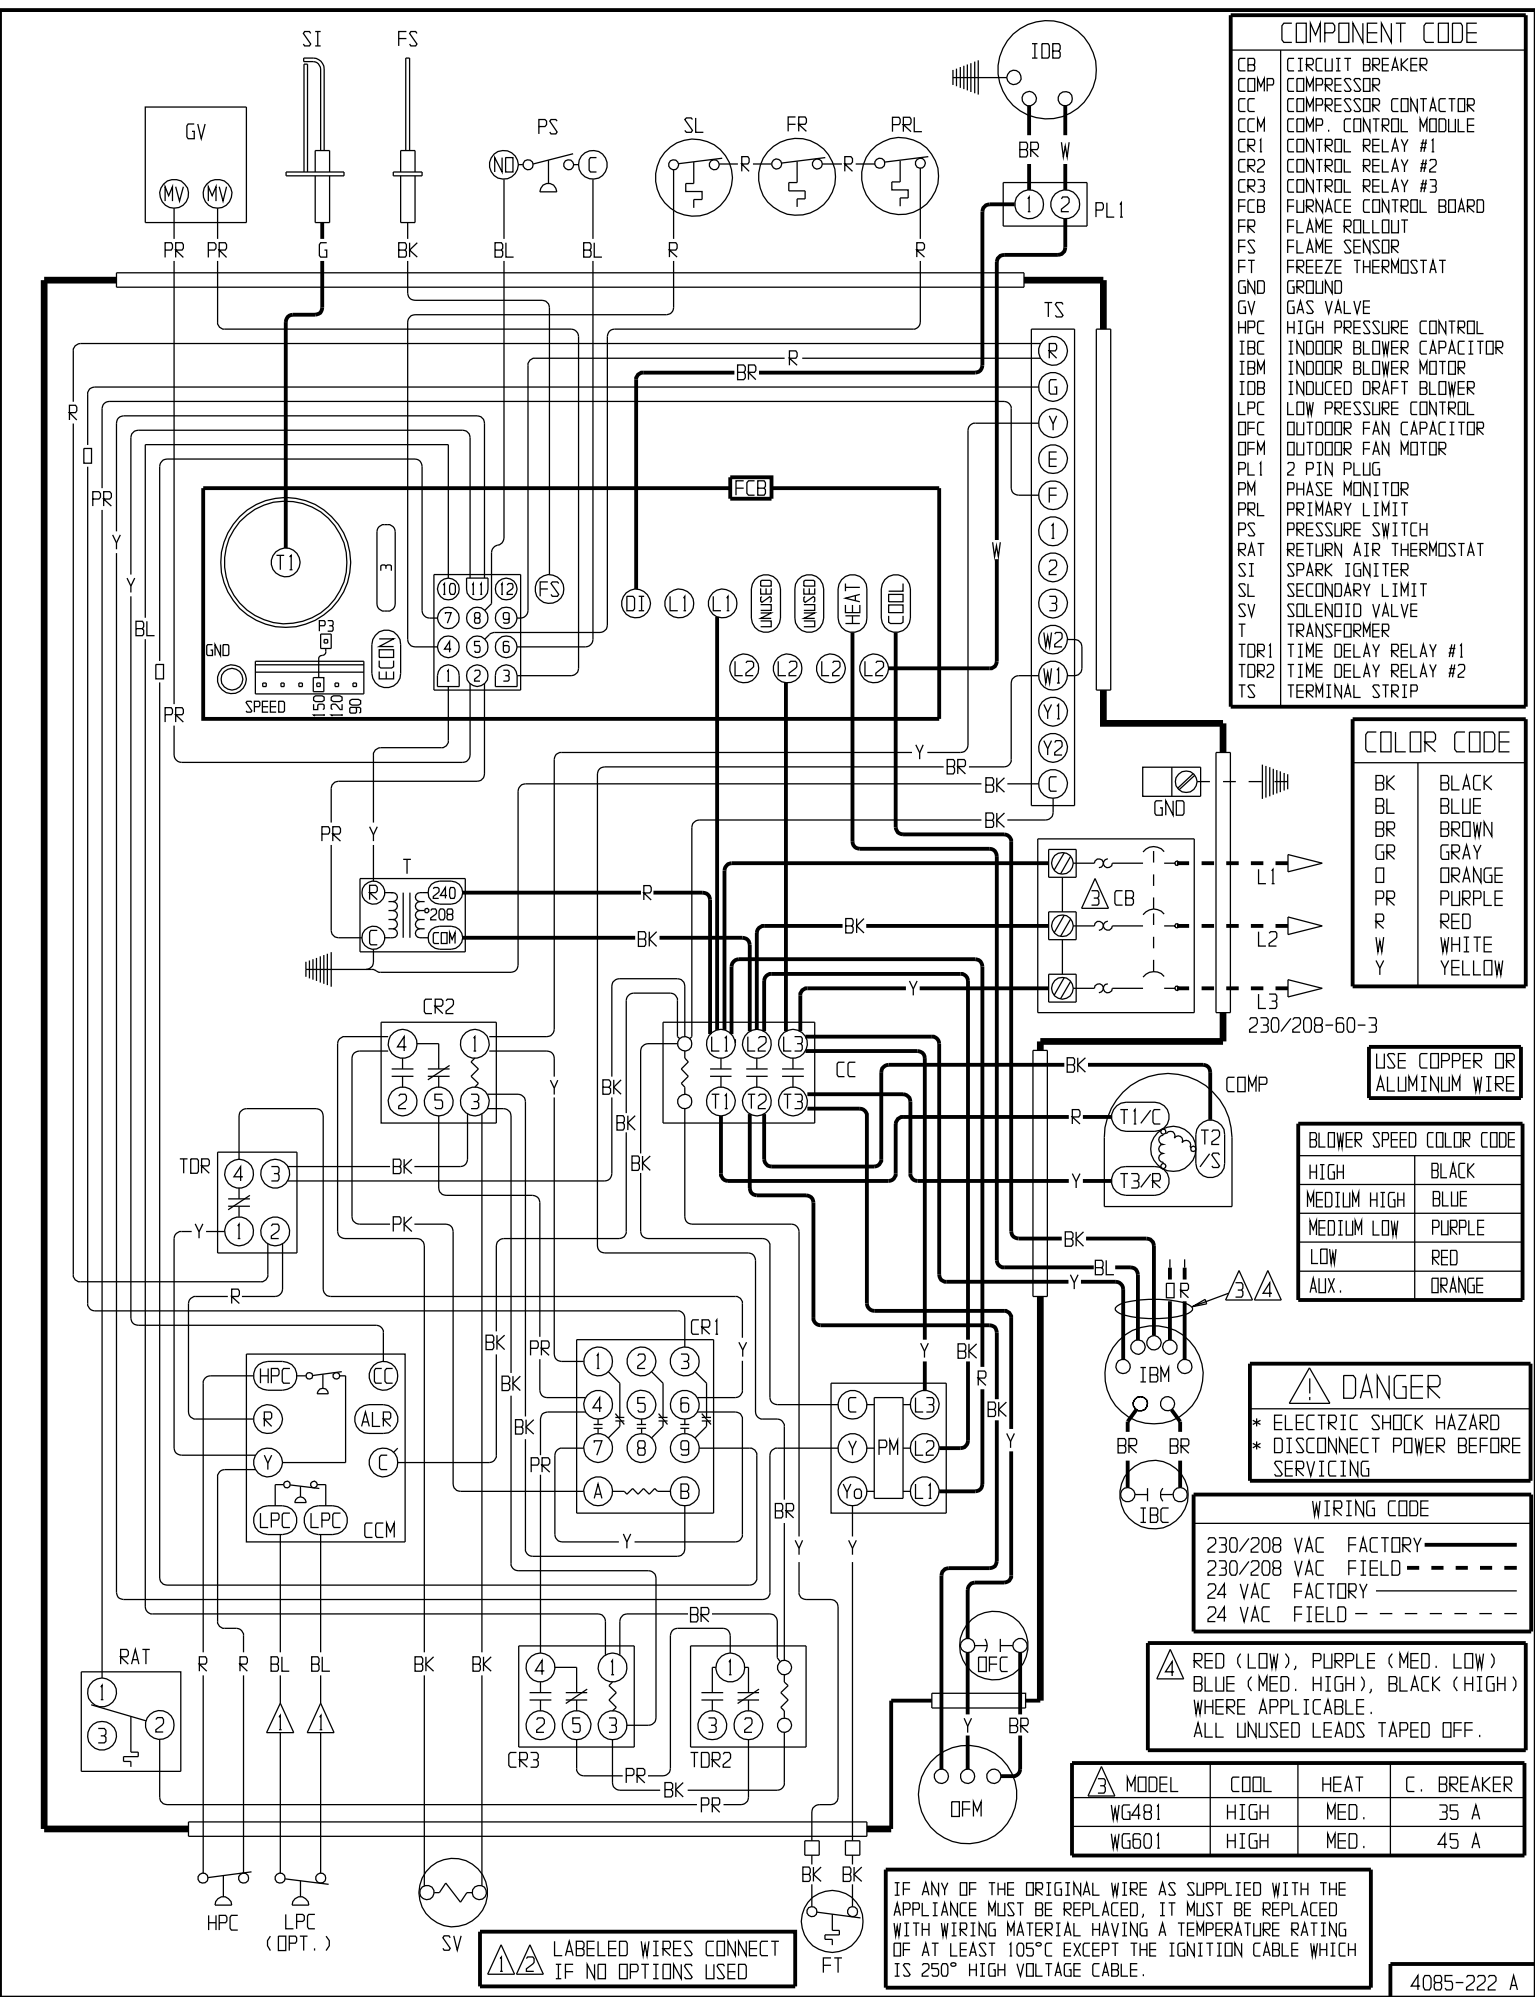 SI
FS
IDB
GV
PS
SL
FR
PRL
NO
C
MV
MV
R
R
BR
W
1
2
PL1
PR
PR
G
BK
BL
BL
R
R
TS
R
BR
R
G
Y
E
F
1
2
3
W2
W1
Y1
Y2
C
R
O
PR
Y
Y
BL
O
PR
FCB
T1
3
P3
GND
ECON
SPEED
150
120
90
10
11
12
7
8
9
4
5
6
1
2
3
FS
DI
L1
L1
UNUSED
UNUSED
HEAT
COOL
L2
L2
L2
L2
W
Y
BR
BK
BK
PR
Y
T
R
240
°208
C
COM
R
BK
BK
Y
GND
3
CB
L1
L2
L3
230/208-60-3
CR2
4
1
2
5
3
L1
L2
L3
T1
T2
T3
CC
Y
BK
BK
BK
BK
R
Y
COMP
T1/C
T2
/S
T3/R
TDR
4
3
1
2
BK
Y
PK
R
BK
BL
Y
O
R
3
4
IBM
BR
BR
IBC
CR1
1
2
3
4
5
6
7
8
9
A
B
PR
BK
BK
BK
PR
Y
Y
BR
Y
Y
Y
BK
R
BK
Y
C
L3
Y
PM
L2
Yo
L1
HPC
CC
R
ALR
Y
C
LPC
LPC
CCM
RAT
1
3
2
R
R
BL
BL
1
1
BK
BK
BR
4
1
2
5
3
CR3
1
3
2
TDR2
PR
BK
PR
OFC
Y
BR
OFM
HPC
LPC
(OPT.)
SV
BK
BK
FT
1
2
LABELED WIRES CONNECT
IF NO OPTIONS USED
COMPONENT CODE
CB CIRCUIT BREAKER
COMP COMPRESSOR
CC COMPRESSOR CONTACTOR
CCM COMP. CONTROL MODULE
CR1 CONTROL RELAY #1
CR2 CONTROL RELAY #2
CR3 CONTROL RELAY #3
FCB FURNACE CONTROL BOARD
FR FLAME ROLLOUT
FS FLAME SENSOR
FT FREEZE THERMOSTAT
GND GROUND
GV GAS VALVE
HPC HIGH PRESSURE CONTROL
IBC INDOOR BLOWER CAPACITOR
IBM INDOOR BLOWER MOTOR
IDB INDUCED DRAFT BLOWER
LPC LOW PRESSURE CONTROL
OFC OUTDOOR FAN CAPACITOR
OFM OUTDOOR FAN MOTOR
PL1 2 PIN PLUG
PM PHASE MONITOR
PRL PRIMARY LIMIT
PS PRESSURE SWITCH
RAT RETURN AIR THERMOSTAT
SI SPARK IGNITER
SL SECONDARY LIMIT
SV SOLENOID VALVE
T TRANSFORMER
TDR1 TIME DELAY RELAY #1
TDR2 TIME DELAY RELAY #2
TS TERMINAL STRIP
COLOR CODE
BK BLACK
BL BLUE
BR BROWN
GR GRAY
O ORANGE
PR PURPLE
R RED
W WHITE
Y YELLOW
USE COPPER OR
ALUMINUM WIRE
BLOWER SPEED COLOR CODE
HIGH BLACK
MEDIUM HIGH BLUE
MEDIUM LOW PURPLE
LOW RED
AUX. ORANGE
! DANGER
* ELECTRIC SHOCK HAZARD
* DISCONNECT POWER BEFORE
SERVICING
WIRING CODE
230/208 VAC FACTORY
230/208 VAC FIELD
24 VAC FACTORY
24 VAC FIELD
4 RED (LOW), PURPLE (MED. LOW)
BLUE (MED. HIGH), BLACK (HIGH)
WHERE APPLICABLE.
ALL UNUSED LEADS TAPED OFF.
3 MODEL COOL HEAT C. BREAKER
WG481 HIGH MED. 35 A
WG601 HIGH MED. 45 A
IF ANY OF THE ORIGINAL WIRE AS SUPPLIED WITH THE
APPLIANCE MUST BE REPLACED, IT MUST BE REPLACED
WITH WIRING MATERIAL HAVING A TEMPERATURE RATING
OF AT LEAST 105°C EXCEPT THE IGNITION CABLE WHICH
IS 250° HIGH VOLTAGE CABLE.
4085-222 A